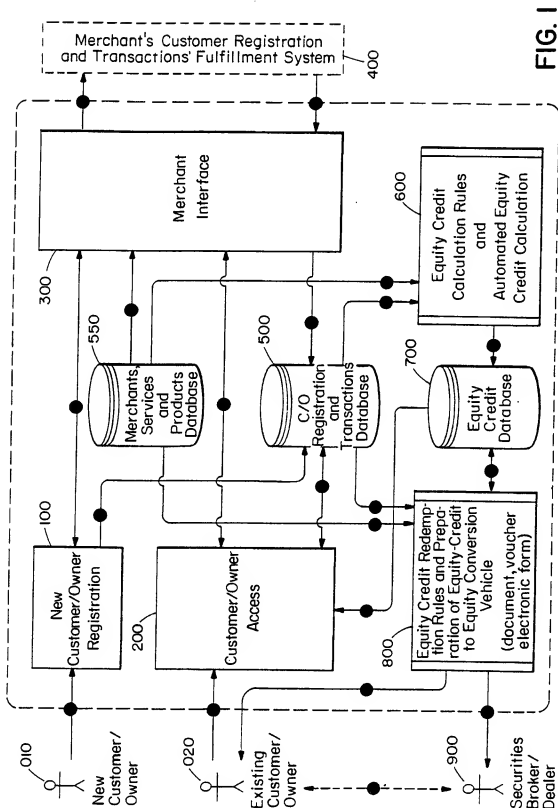 010
New
Customer/
Owner
020
Existing
Customer/
Owner
900
Securities
Broker/
Dealer
100
New
Customer/Owner
Registration
200
Customer/Owner
Access
800
Equity Credit Redemp-
tion Rules and Prepa-
ration of Equity-Credit
to Equity Conversion
Vehicle
(document, voucher
electronic form)
550
Merchants,
Services
and
Products
Database
500
C/O
Registration
and
Transactions
Database
700
Equity
Credit
Database
300
Merchant
Interface
600
Equity Credit
Calculation Rules
and
Automated Equity
Credit Calculation
Merchant's Customer Registration
and Transactions' Fulfillment System
400
FIG. 1